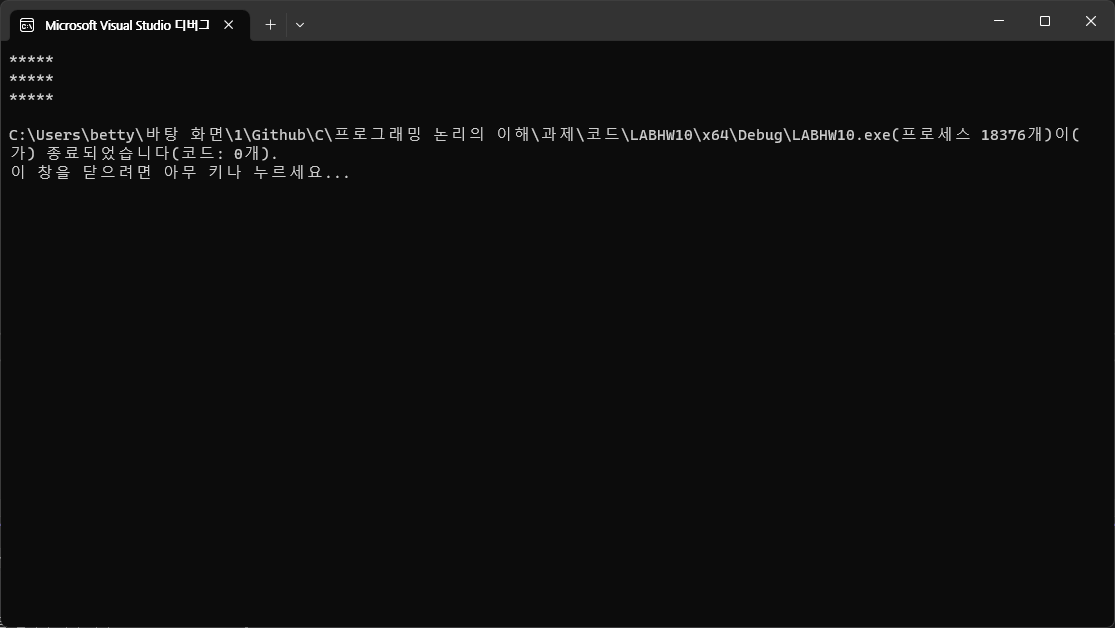 Microsoft Visual Studio 디버그
*****
*****
*****
C:\Users\betty\바탕 화면\1\Github\C\프로그래밍 논리의 이해\과제\코드\LABHW10\x64\Debug\LABHW10.exe(프로세스 18376개)이(
가) 종료되었습니다(코드: 0개).
이 창을 닫으려면 아무 키나 누르세요...